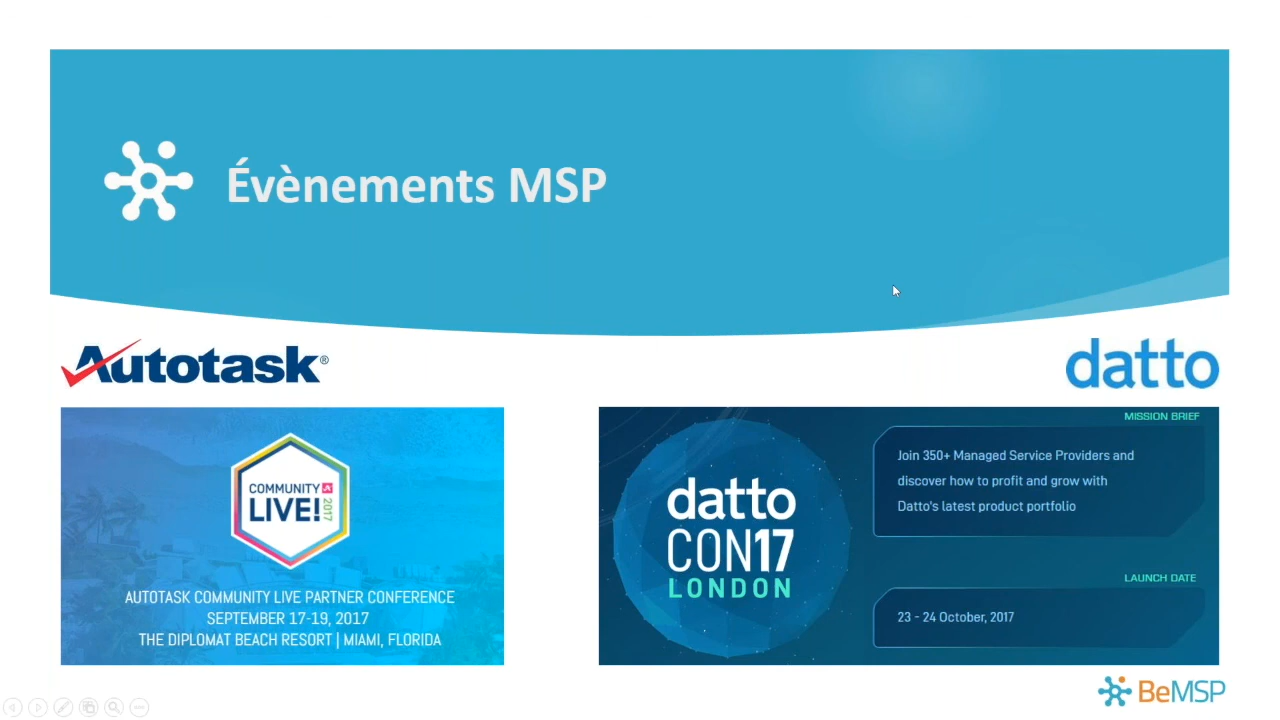 Évènements MSP
Autotask®
datto
COMMUNITY
LIVE!
2017
AUTOTASK COMMUNITY LIVE PARTNER CONFERENCE
SEPTEMBER 17-19, 2017
THE DIPLOMAT BEACH RESORT | MIAMI, FLORIDA
datto
CON17
LONDON
MISSION BRIEF
Join 350+ Managed Service Providers and
discover how to profit and grow with
Datto's latest product portfolio
LAUNCH DATE
23 - 24 October, 2017
BeMSP